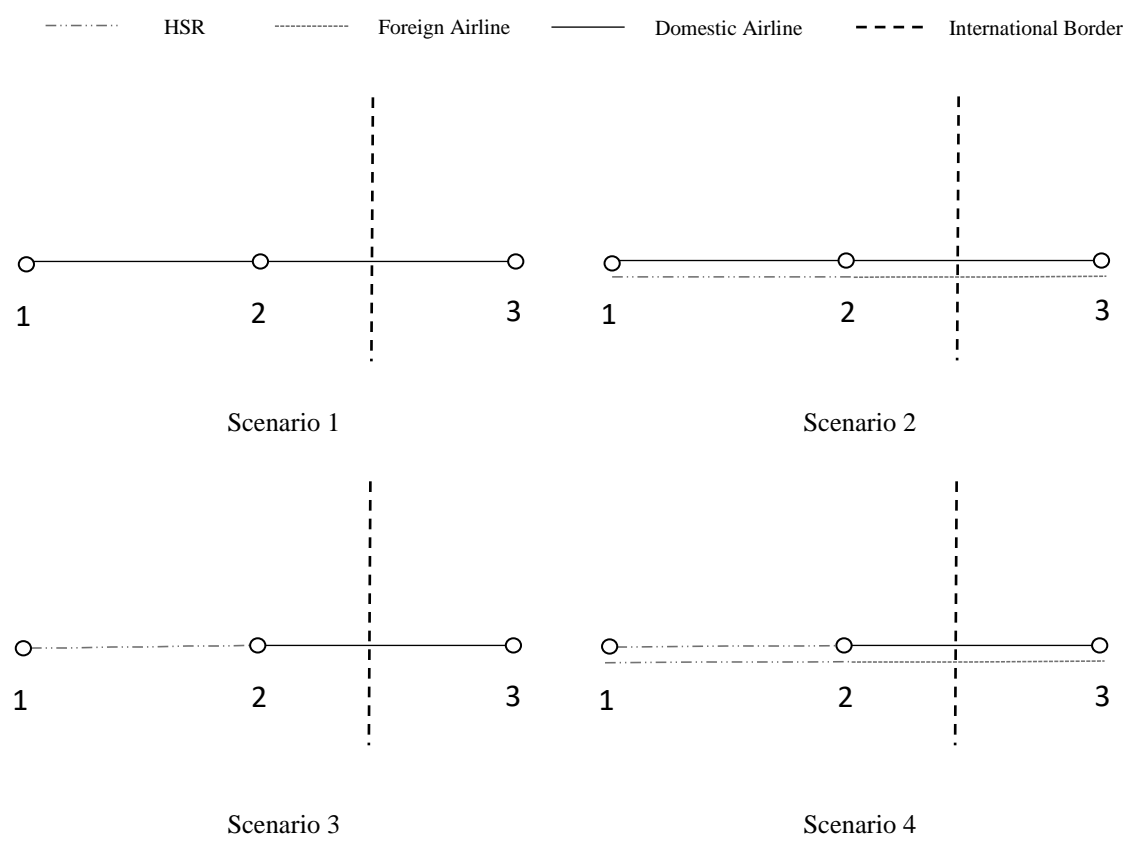 HSR Foreign Airline Domestic Airline International Border
1 2 3 1 2 3
Scenario 1 Scenario 2
1 2 3 1 2 3
Scenario 3 Scenario 4